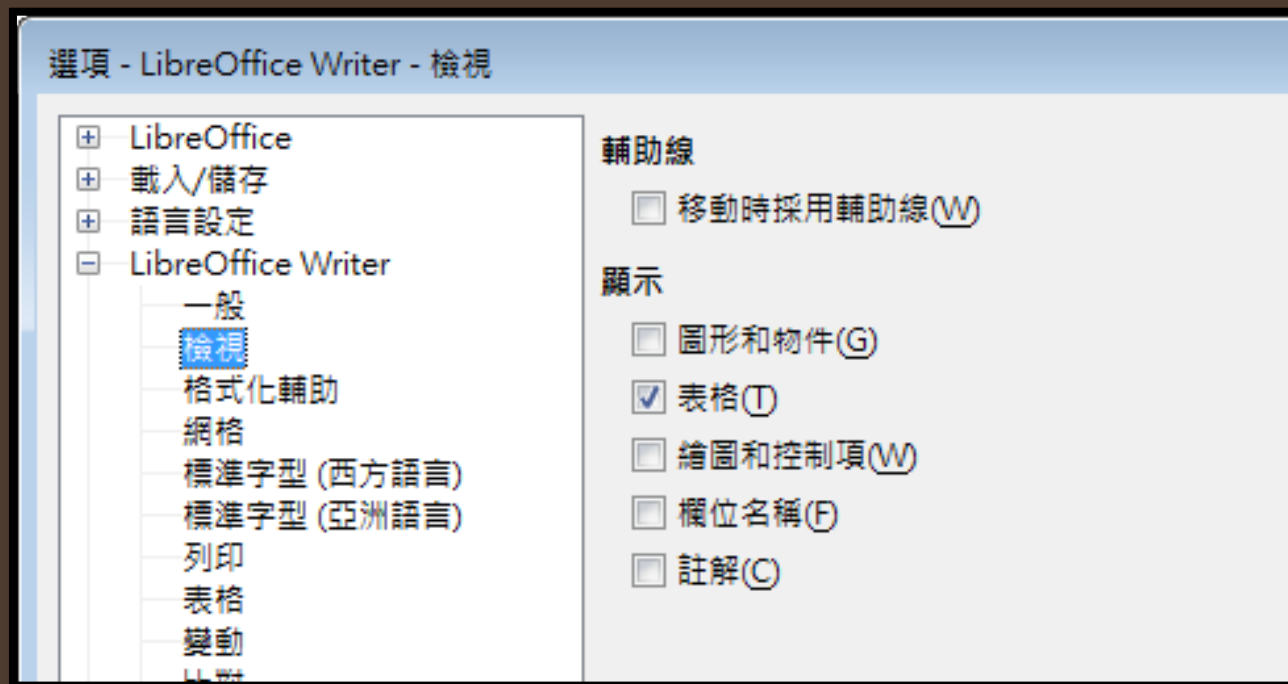 選項 - LibreOffice Writer - 檢視
LibreOffice
載入/儲存
語言設定
LibreOffice Writer
一般
檢視
格式化輔助
網格
標準字型 (西方語言)
標準字型 (亞洲語言)
列印
表格
變動
比對
輔助線
移動時採用輔助線(W)
顯示
圖形和物件(G)
表格(T)
繪圖和控制項(W)
欄位名稱(F)
註解(C)